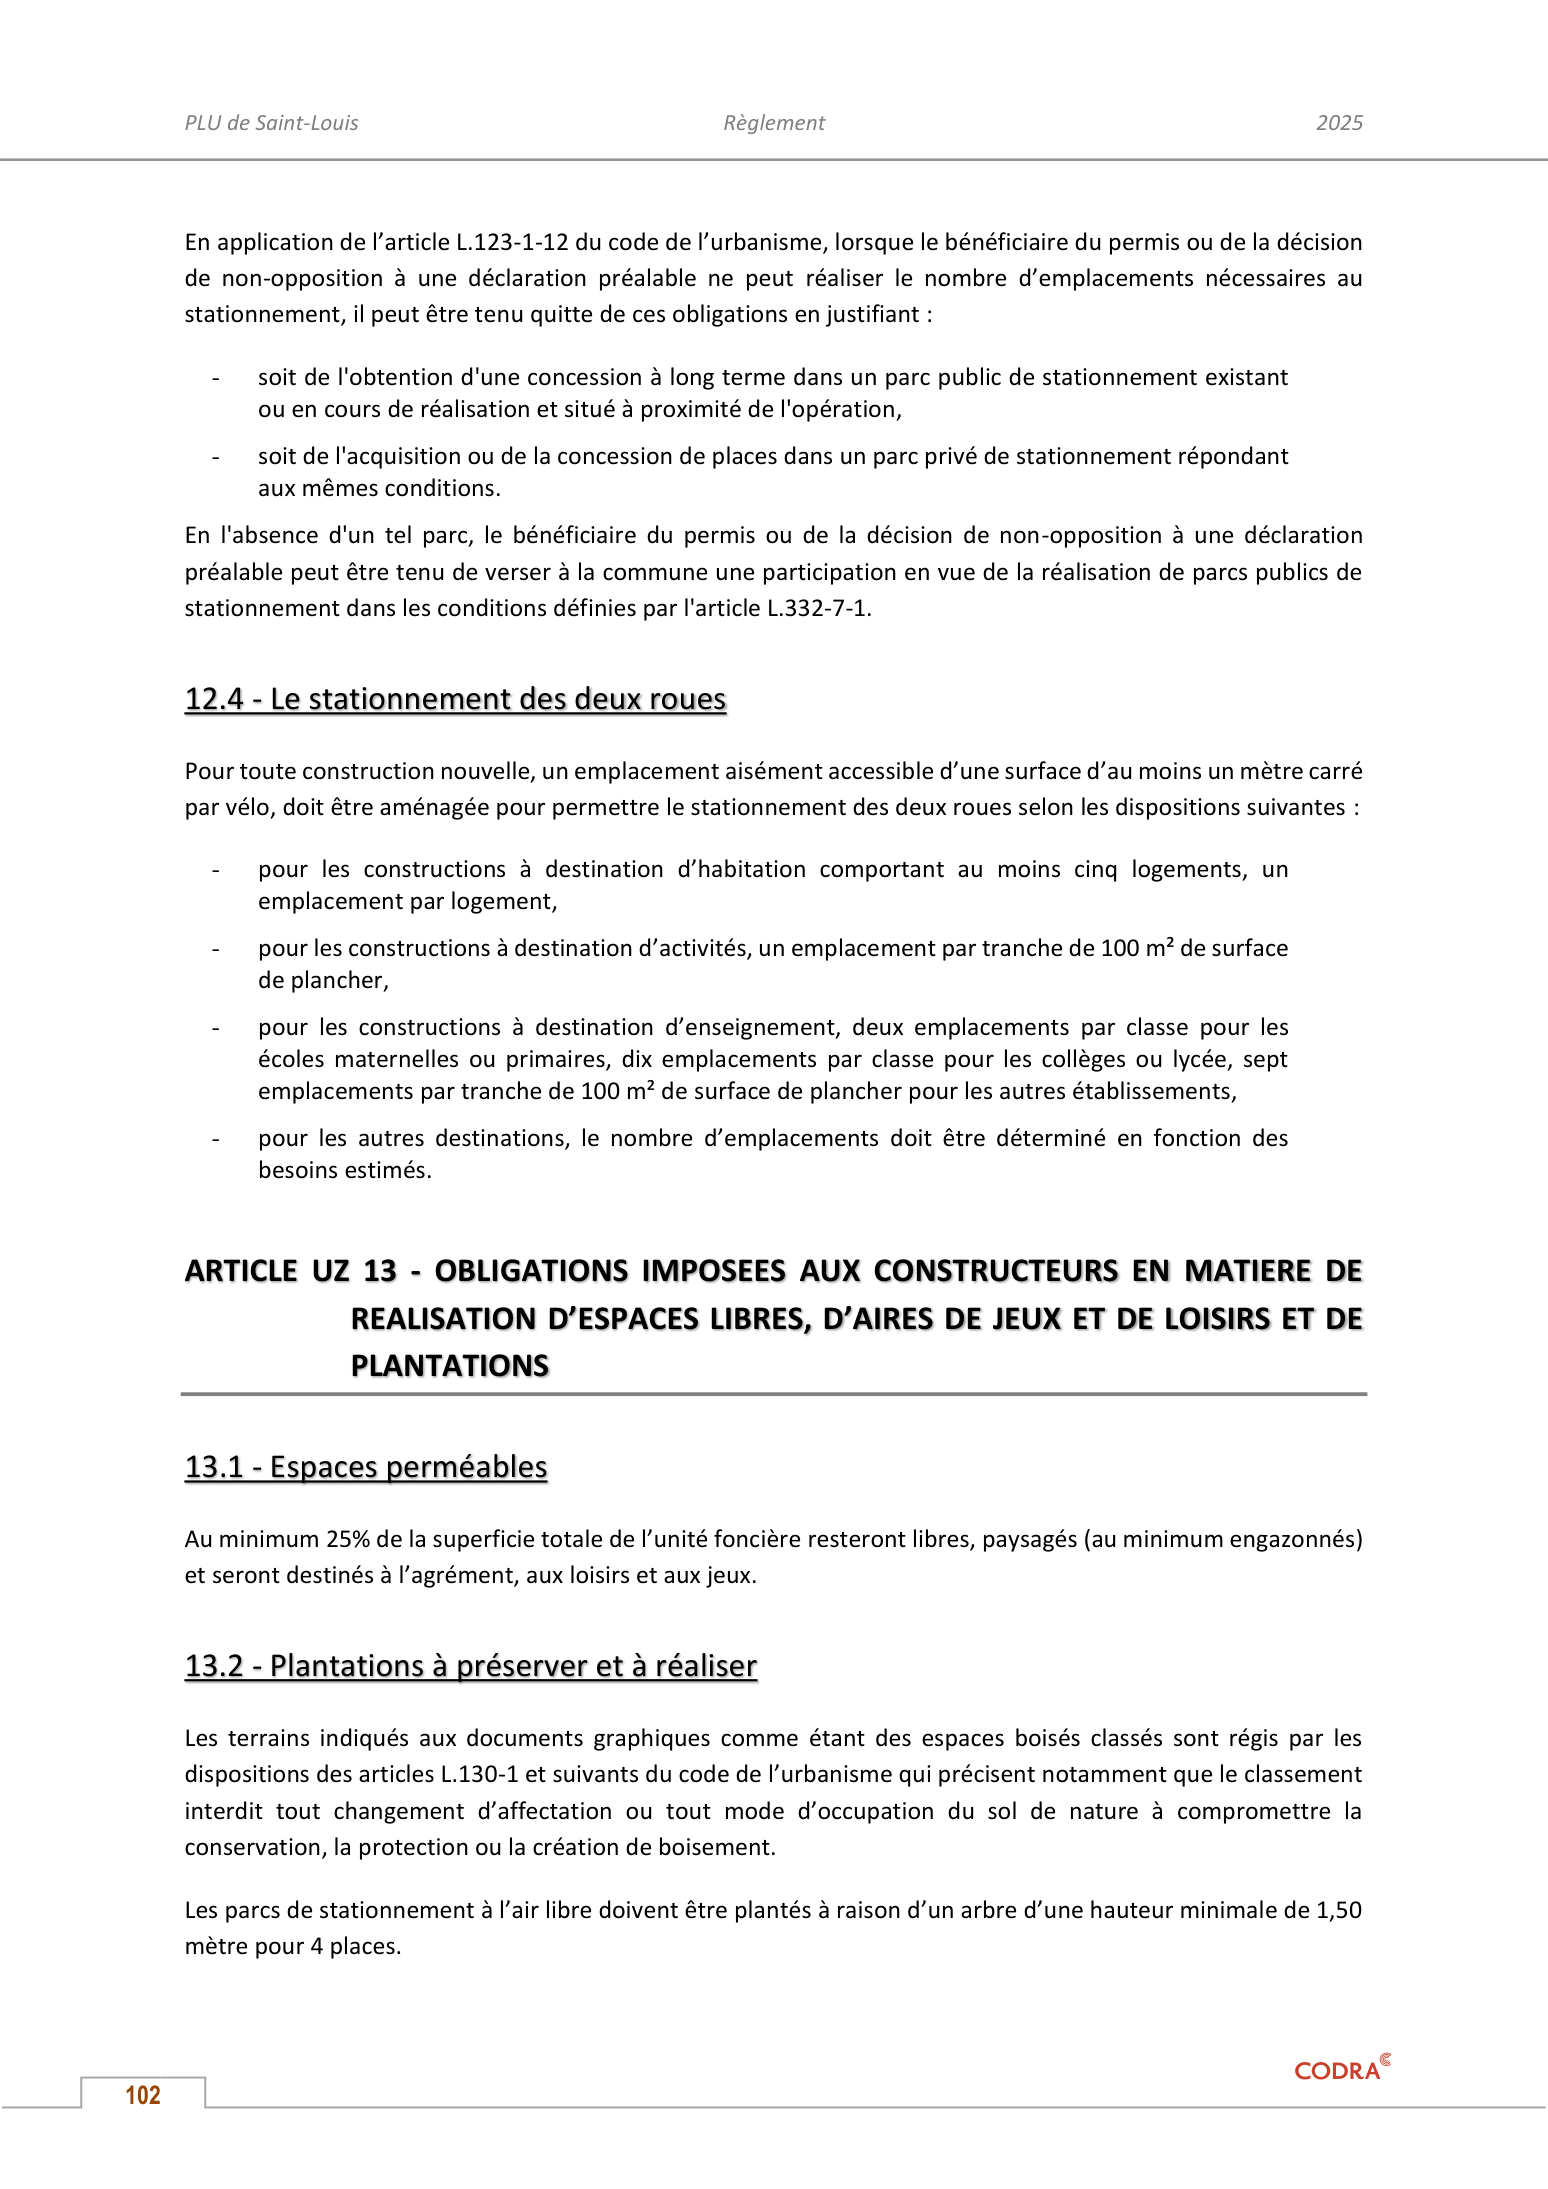 PLU de Saint-Louis Règlement 2025
En application de l’article L.123-1-12 du code de l’urbanisme, lorsque le bénéficiaire du permis ou de la décision
de non-opposition à une déclaration préalable ne peut réaliser le nombre d’emplacements nécessaires au
stationnement, il peut être tenu quitte de ces obligations en justifiant :
- soit de l'obtention d'une concession à long terme dans un parc public de stationnement existant
ou en cours de réalisation et situé à proximité de l'opération,
- soit de l'acquisition ou de la concession de places dans un parc privé de stationnement répondant
aux mêmes conditions.
En l'absence d'un tel parc, le bénéficiaire du permis ou de la décision de non-opposition à une déclaration
préalable peut être tenu de verser à la commune une participation en vue de la réalisation de parcs publics de
stationnement dans les conditions définies par l'article L.332-7-1.
12.4 - Le stationnement des deux roues
Pour toute construction nouvelle, un emplacement aisément accessible d’une surface d’au moins un mètre carré
par vélo, doit être aménagée pour permettre le stationnement des deux roues selon les dispositions suivantes :
- pour les constructions à destination d’habitation comportant au moins cinq logements, un
emplacement par logement,
- pour les constructions à destination d’activités, un emplacement par tranche de 100 m² de surface
de plancher,
- pour les constructions à destination d’enseignement, deux emplacements par classe pour les
écoles maternelles ou primaires, dix emplacements par classe pour les collèges ou lycée, sept
emplacements par tranche de 100 m² de surface de plancher pour les autres établissements,
- pour les autres destinations, le nombre d’emplacements doit être déterminé en fonction des
besoins estimés.
ARTICLE UZ 13 - OBLIGATIONS IMPOSEES AUX CONSTRUCTEURS EN MATIERE DE
REALISATION D’ESPACES LIBRES, D’AIRES DE JEUX ET DE LOISIRS ET DE
PLANTATIONS
13.1 - Espaces perméables
Au minimum 25% de la superficie totale de l’unité foncière resteront libres, paysagés (au minimum engazonnés)
et seront destinés à l’agrément, aux loisirs et aux jeux.
13.2 - Plantations à préserver et à réaliser
Les terrains indiqués aux documents graphiques comme étant des espaces boisés classés sont régis par les
dispositions des articles L.130-1 et suivants du code de l’urbanisme qui précisent notamment que le classement
interdit tout changement d’affectation ou tout mode d’occupation du sol de nature à compromettre la
conservation, la protection ou la création de boisement.
Les parcs de stationnement à l’air libre doivent être plantés à raison d’un arbre d’une hauteur minimale de 1,50
mètre pour 4 places.
CODRA
102